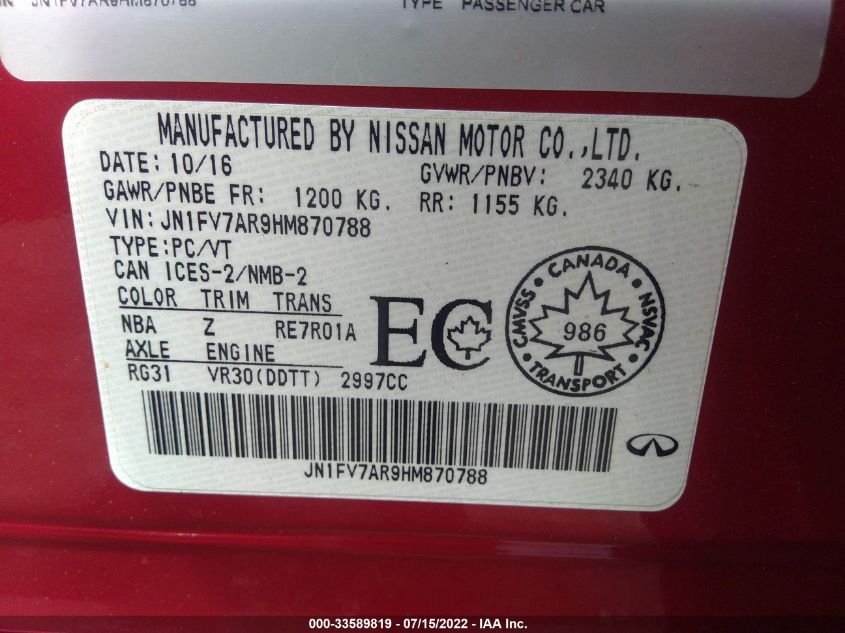 JN1FV7AR9HM870788 TYPE PASSENGER CAR
MANUFACTURED BY NISSAN MOTOR CO.,LTD.
DATE: 10/16 GVWR/PNBV: 2340 KG.
GAWR/PNBE FR: 1200 KG. RR: 1155 KG.
VIN: JN1FV7AR9HM870788
TYPE:PC/VT
CAN ICES-2/NMB-2
COLOR TRIM TRANS
NBA Z RE7R01A
AXLE ENGINE
RG31 VR30(DDTT) 2997CC
EC
CANADA
CMVSS
986
NSVAC
TRANSPORT
JN1FV7AR9HM870788
000-33589819 - 07/15/2022 - IAA Inc.